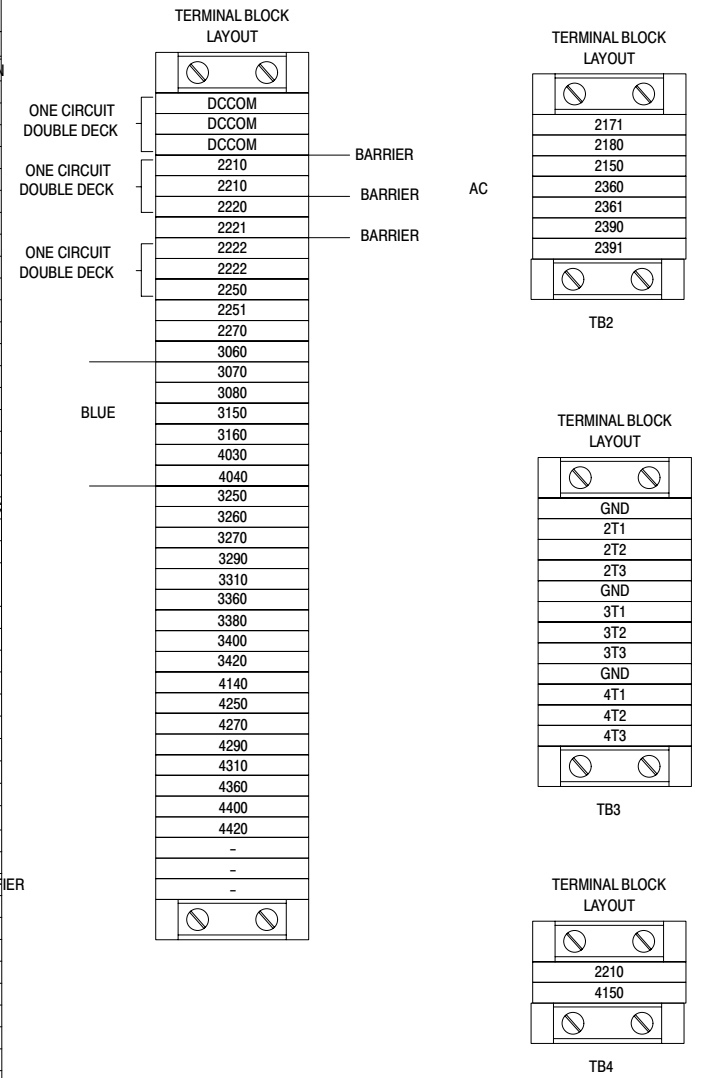 TERMINAL BLOCK
LAYOUT
N
ONE CIRCUIT
DOUBLE DECK
DCCOM
DCCOM
DCCOM
BARRIER
ONE CIRCUIT
DOUBLE DECK
2210
2210
BARRIER
2220
2221
BARRIER
ONE CIRCUIT
DOUBLE DECK
2222
2222
2250
2251
2270
3060
3070
3080
BLUE
3150
3160
4030
4040
3250
3260
3270
3290
3310
3360
3380
3400
3420
4140
4250
4270
4290
4310
4360
4400
4420
-
-
-
IER
TERMINAL BLOCK
LAYOUT
AC
2171
2180
2150
2360
2361
2390
2391
TB2
TERMINAL BLOCK
LAYOUT
GND
2T1
2T2
2T3
GND
3T1
3T2
3T3
GND
4T1
4T2
4T3
TB3
TERMINAL BLOCK
LAYOUT
2210
4150
TB4